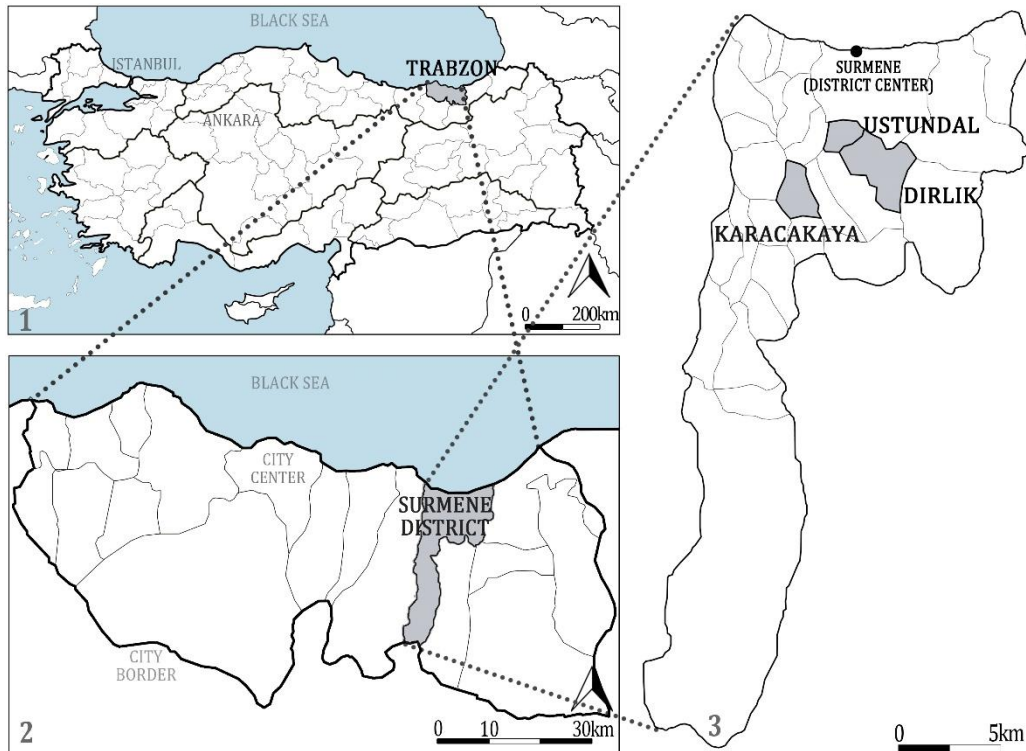 BLACK SEA
ISTANBUL
TRABZON
ANKARA
0 200km
1
BLACK SEA
CITY
CENTER
SURMENE
DISTRICT
CITY
BORDER
0 10 30km
2
SURMENE
(DISTRICT CENTER)
USTUNDAL
DIRLIK
KARACAKAYA
3
0 5km